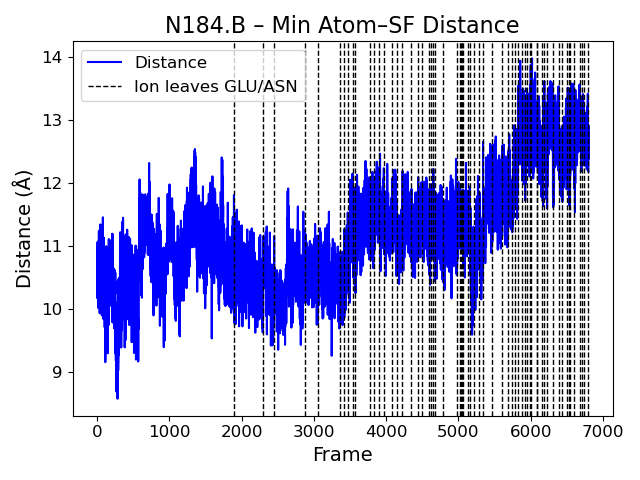 N184.B – Min Atom–SF Distance
Distance (Å)
14
13
12
11
10
9
Distance
Ion leaves GLU/ASN
0 1000 2000 3000 4000 5000 6000 7000
Frame